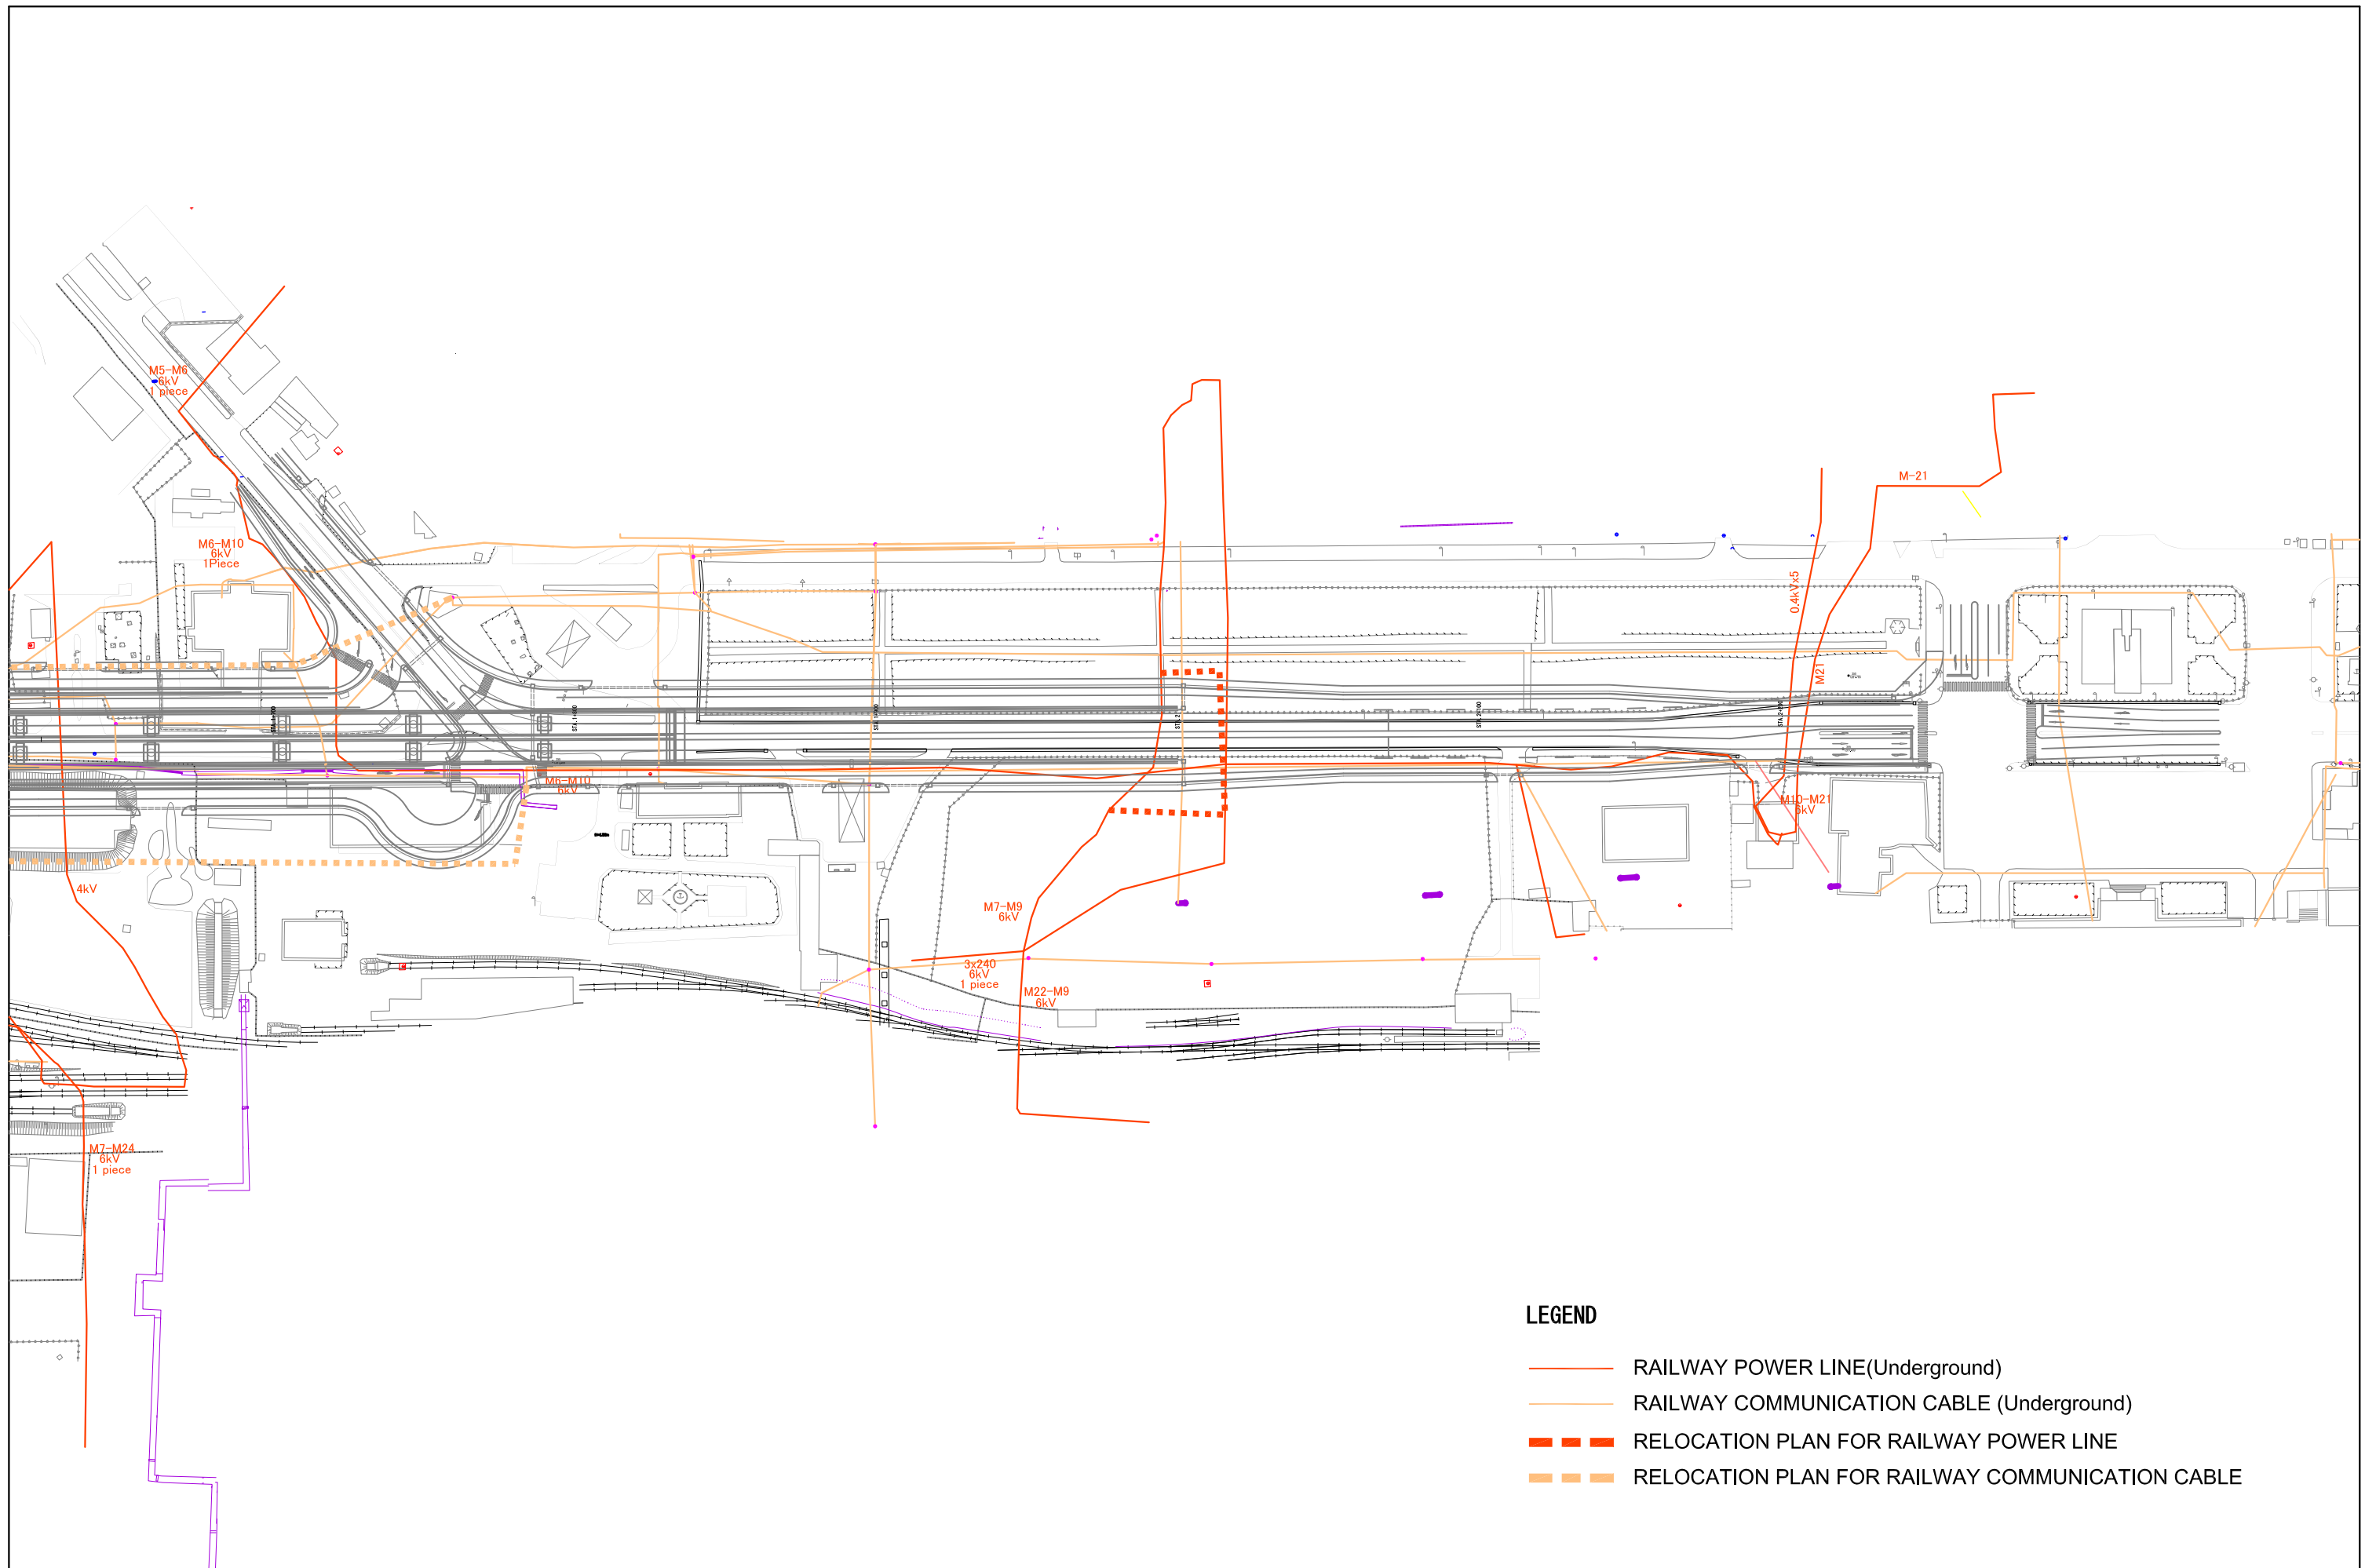 M5-M6
6kV
1 piece
M-21
M6-M10
6kV
1Piece
0.4kVx5
M21
M6-M10
6kV
M10-M21
6kV
4kV
M7-M9
6kV
3x240
6kV
1 piece
M22-M9
6kV
M7-M24
6kV
1 piece
LEGEND
RAILWAY POWER LINE(Underground)
RAILWAY COMMUNICATION CABLE (Underground)
RELOCATION PLAN FOR RAILWAY POWER LINE
RELOCATION PLAN FOR RAILWAY COMMUNICATION CABLE